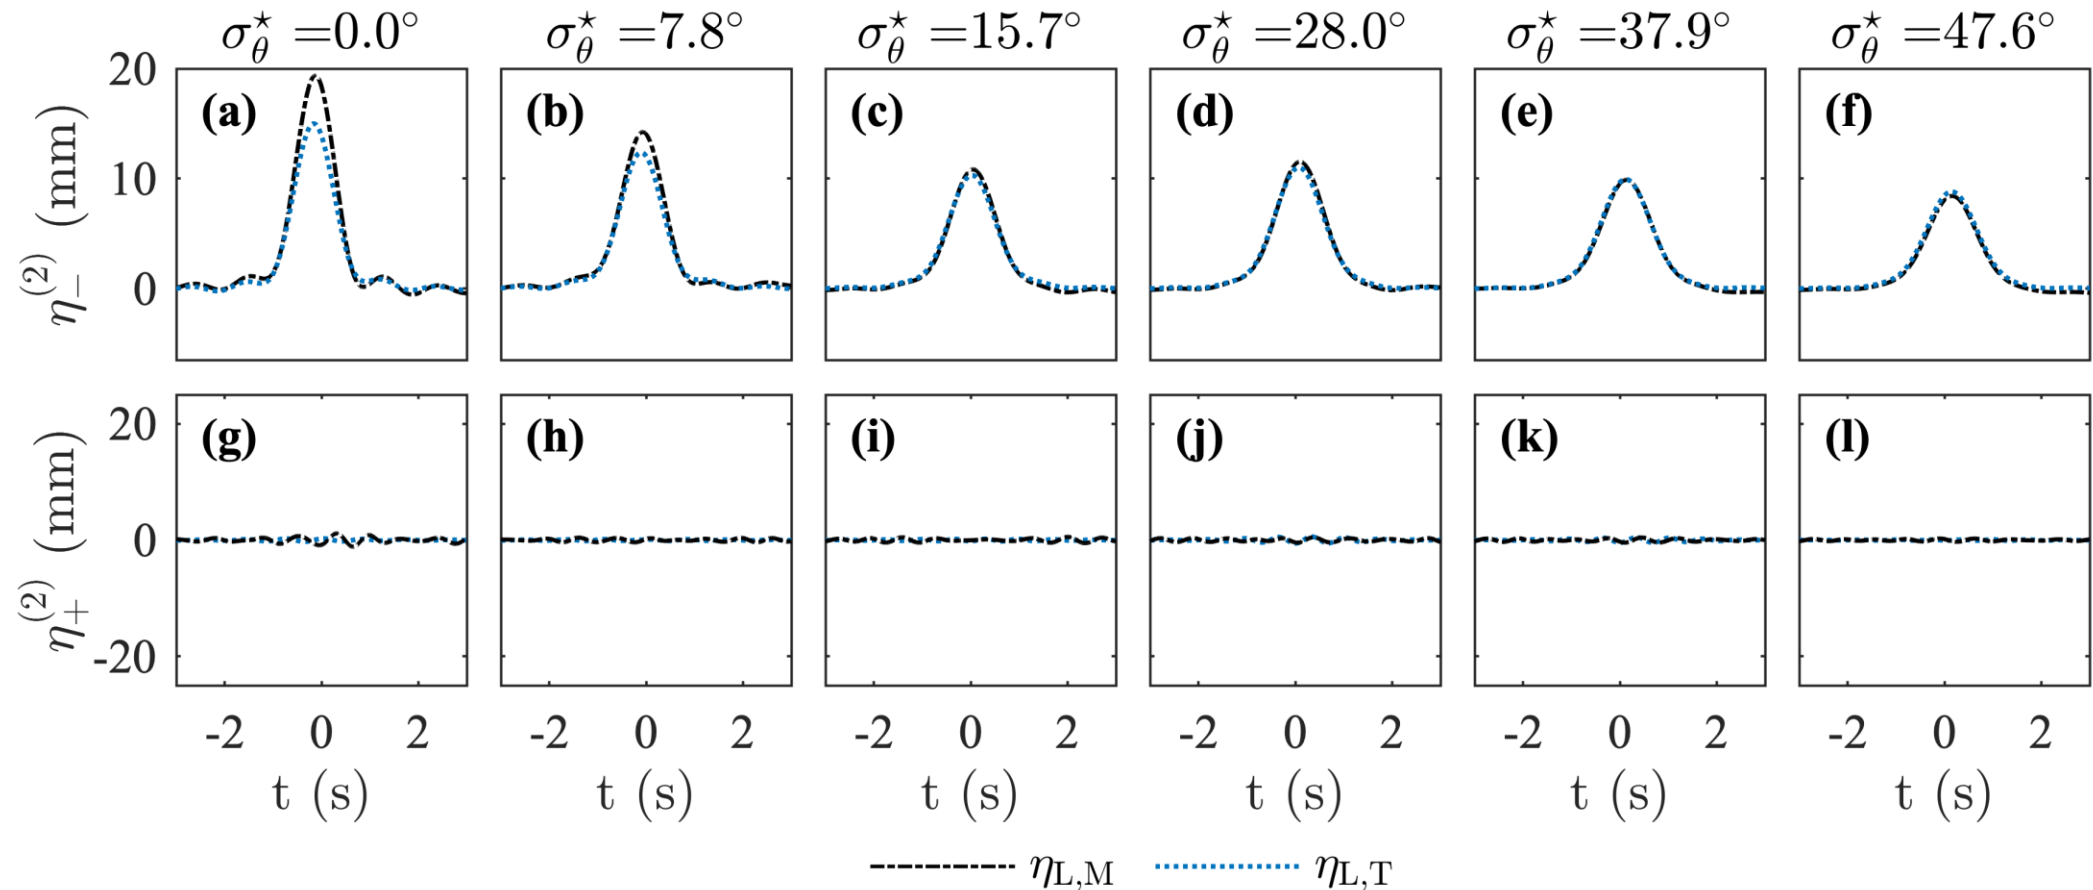 σ⋆θ =0.0° σ⋆θ =7.8° σ⋆θ =15.7° σ⋆θ =28.0° σ⋆θ =37.9° σ⋆θ =47.6°
20
(a) (b) (c) (d) (e) (f)
10
0
η−(2) (mm)
20
(g) (h) (i) (j) (k) (l)
0
-20
η+(2) (mm)
-2 0 2 -2 0 2 -2 0 2 -2 0 2 -2 0 2 -2 0 2
t (s) t (s) t (s) t (s) t (s) t (s)
ηL,M ηL,T